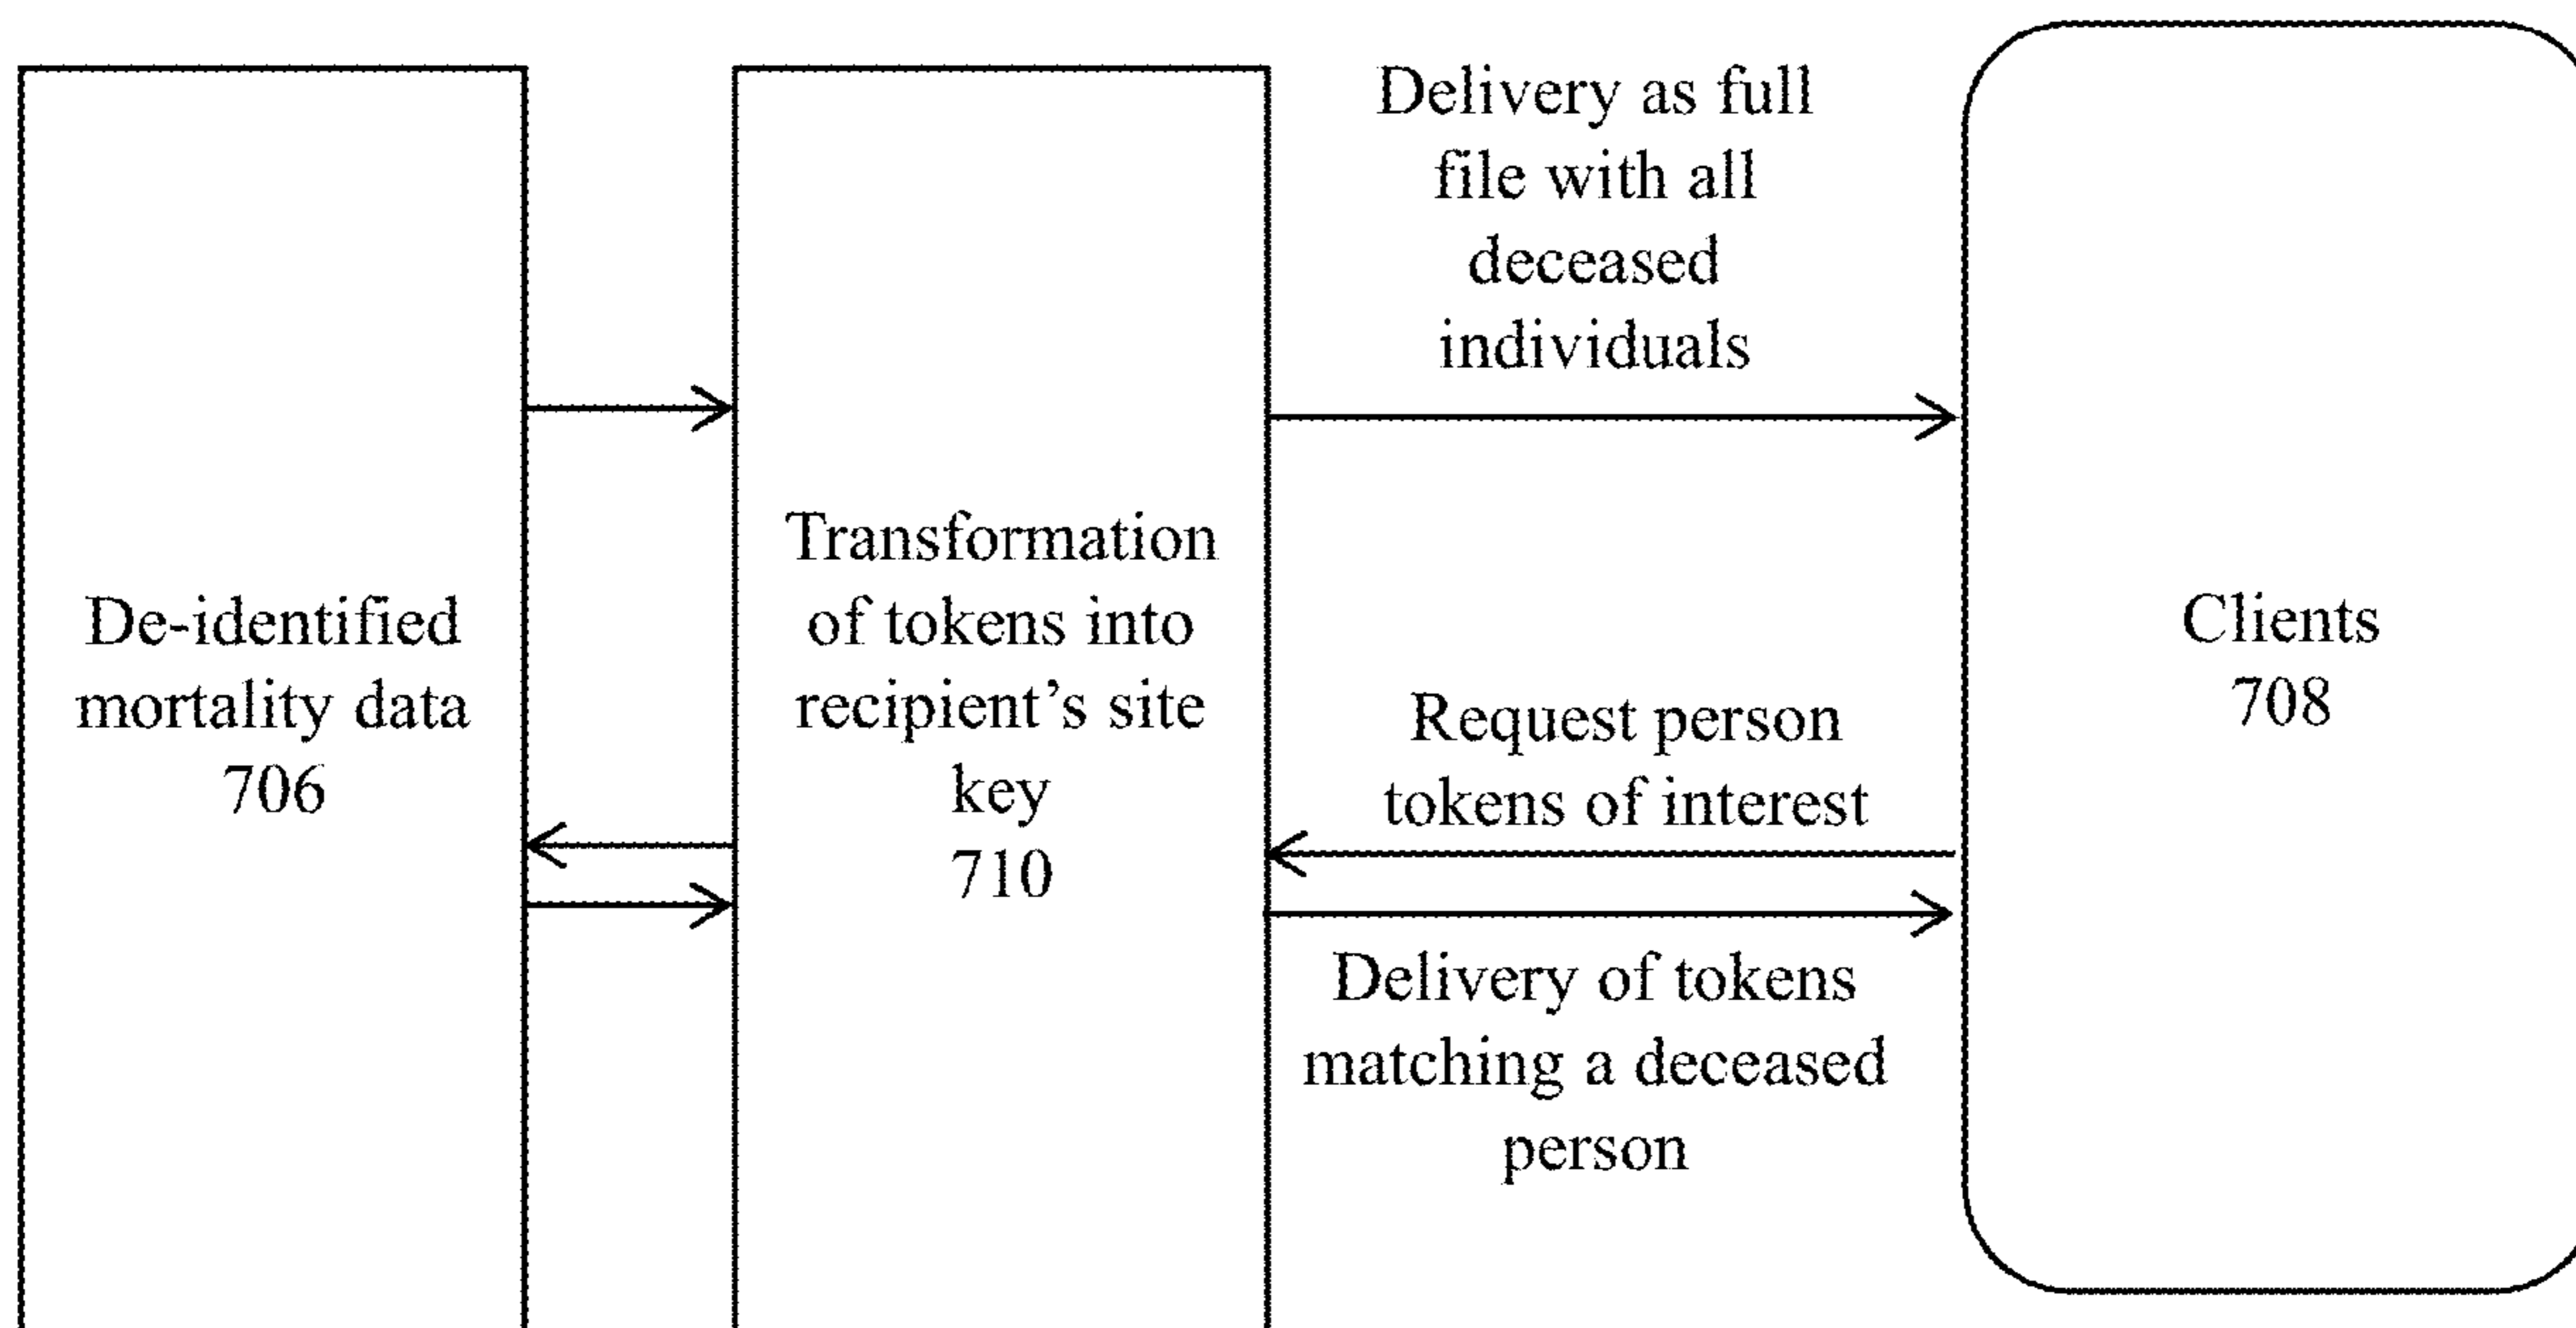 De-identified
mortality data
706
Transformation
of tokens into
recipient’s site
key
710
Delivery as full
file with all
deceased
individuals
Request person
tokens of interest
Delivery of tokens
matching a deceased
person
Clients
708